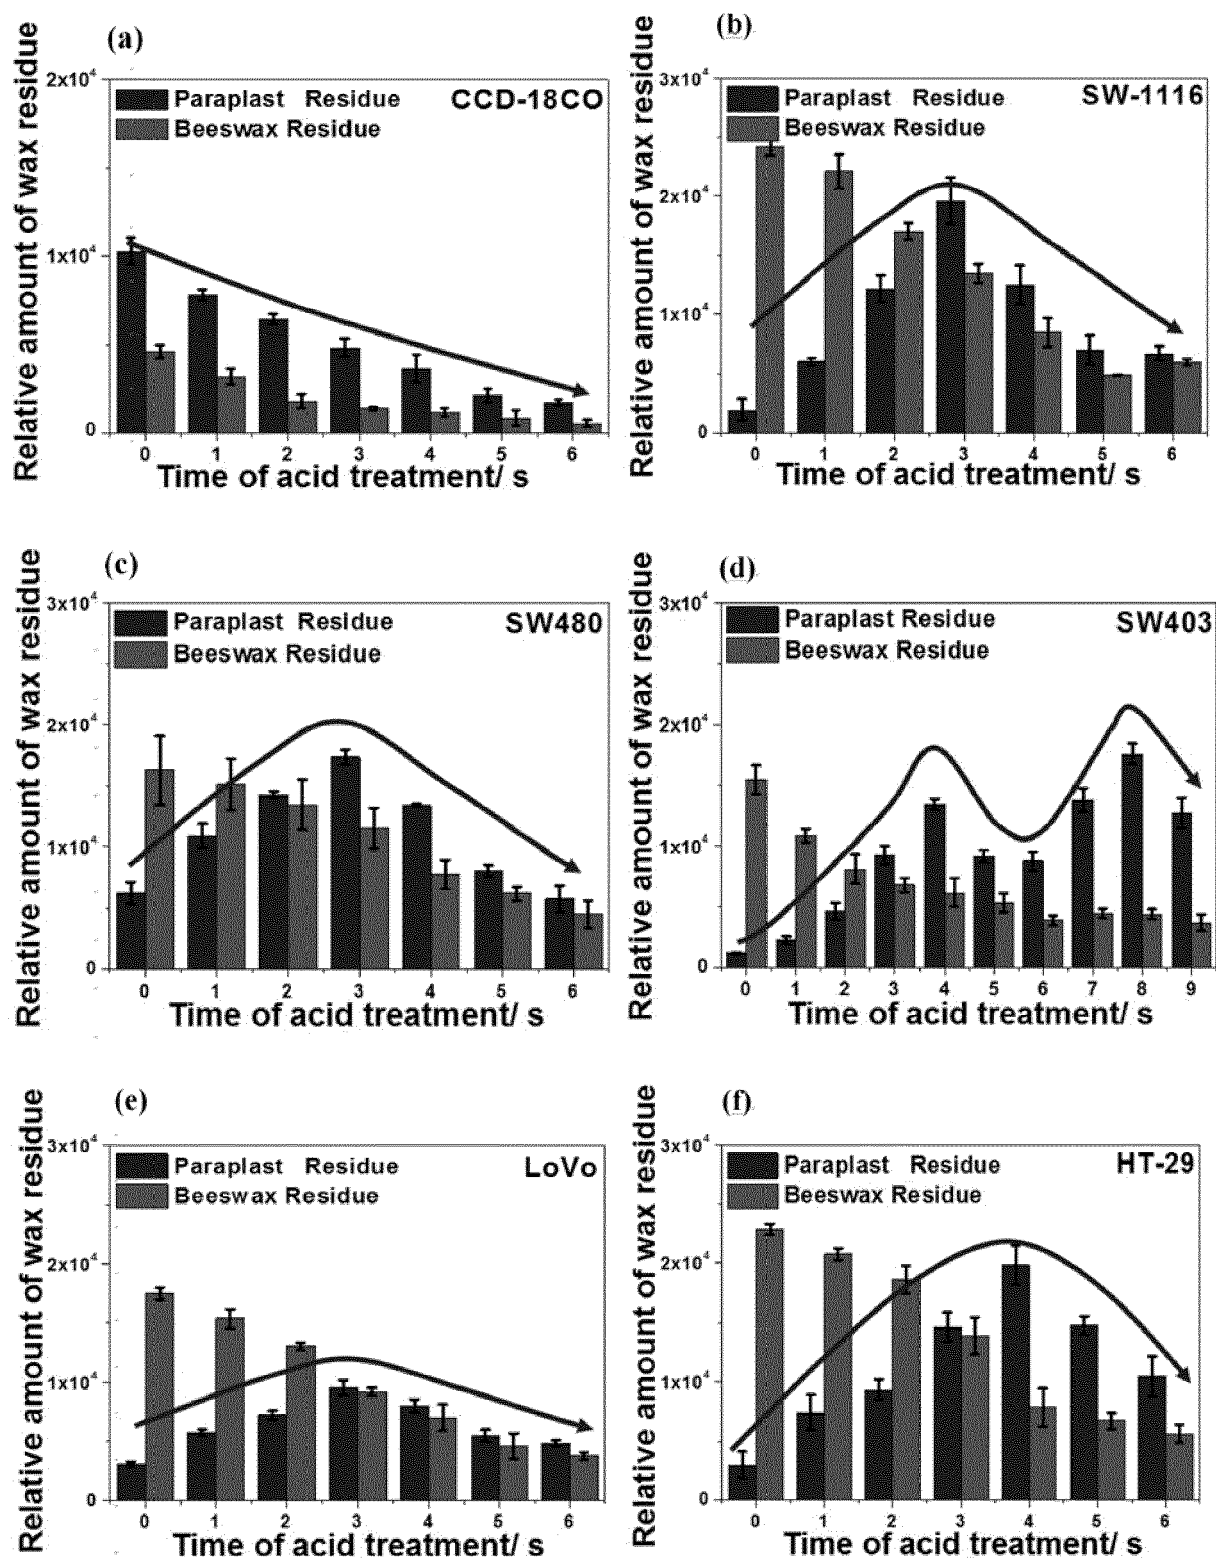 (a)
Relative amount of wax residue
2x10⁴
1x10⁴
0
Paraplast Residue
Beeswax Residue
CCD-18CO
0 1 2 3 4 5 6
Time of acid treatment/ s
(b)
Relative amount of wax residue
3x10⁴
2x10⁴
1x10⁴
0
Paraplast Residue
Beeswax Residue
SW-1116
0 1 2 3 4 5 6
Time of acid treatment/ s
(c)
Relative amount of wax residue
3x10⁴
2x10⁴
1x10⁴
0
Paraplast Residue
Beeswax Residue
SW480
0 1 2 3 4 5 6
Time of acid treatment/ s
(d)
Relative amount of wax residue
3x10⁴
2x10⁴
1x10⁴
0
Paraplast Residue
Beeswax Residue
SW403
0 1 2 3 4 5 6 7 8 9
Time of acid treatment/ s
(e)
Relative amount of wax residue
3x10⁴
2x10⁴
1x10⁴
0
Paraplast Residue
Beeswax Residue
LoVo
0 1 2 3 4 5 6
Time of acid treatment/ s
(f)
Relative amount of wax residue
3x10⁴
2x10⁴
1x10⁴
0
Paraplast Residue
Beeswax Residue
HT-29
0 1 2 3 4 5 6
Time of acid treatment/ s